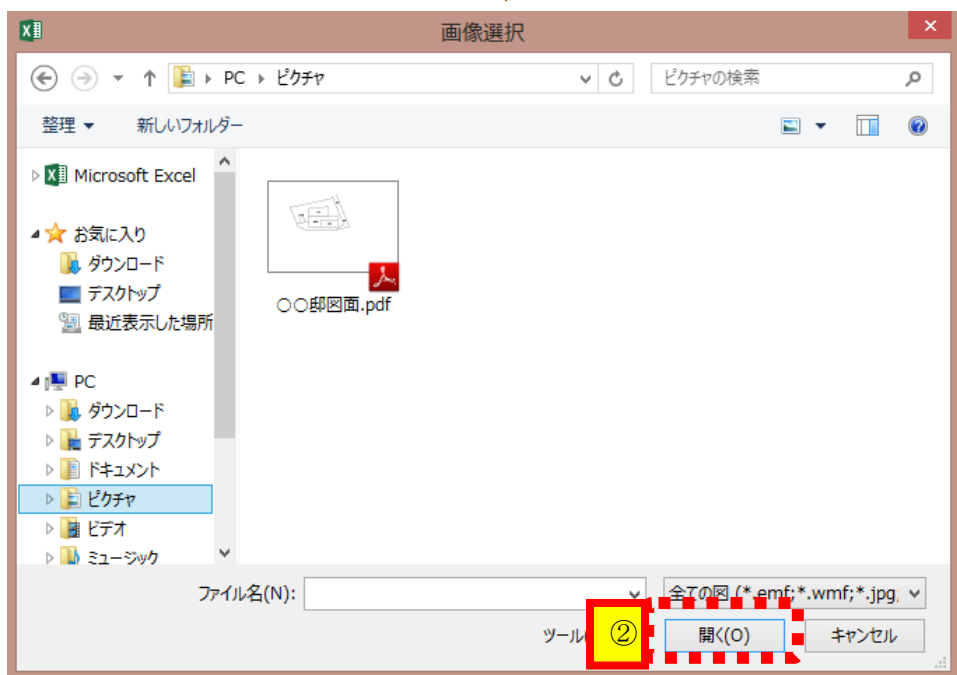 画像選択
PC ▸ ピクチャ
ピクチャの検索
整理
新しいフォルダー
Microsoft Excel
お気に入り
ダウンロード
デスクトップ
最近表示した場所
○○邸図面.pdf
PC
ダウンロード
デスクトップ
ドキュメント
ピクチャ
ビデオ
ミュージック
ファイル名(N):
全ての図 (*.emf;*.wmf;*.jpg;
ツール
②
開く(O)
キャンセル